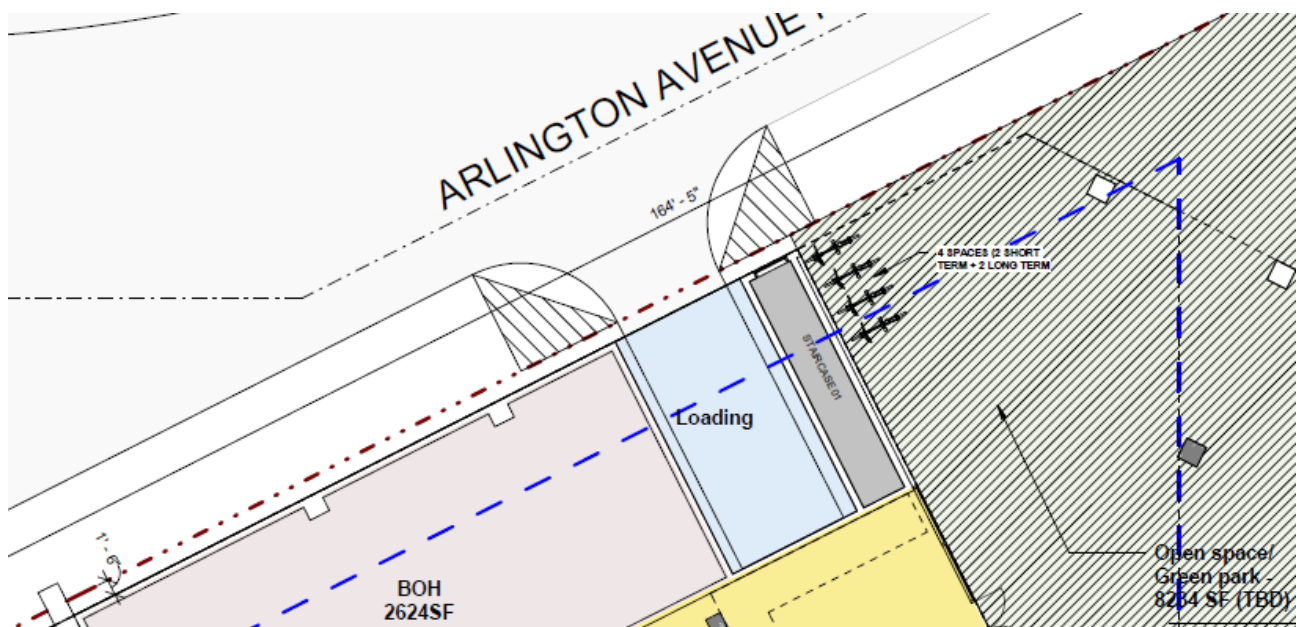 ARLINGTON AVENUE
164' - 5"
4 SPACES (2 SHORT
TERM + 2 LONG TERM
STAIRCASE 01
Loading
1' - 6"
BOH
2624SF
Open space/
Green park -
8234 SF (TBD)